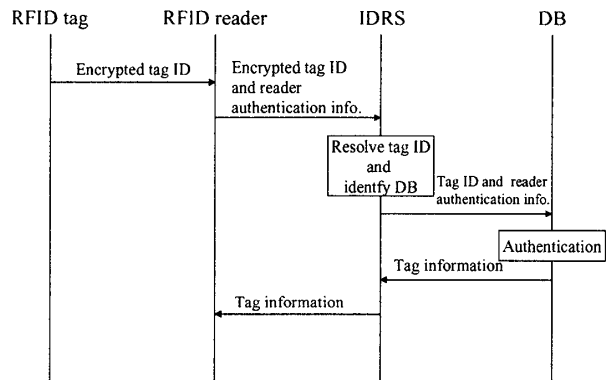 RFID tag
RFID reader
IDRS
DB
Encrypted tag ID
Encrypted tag ID
and reader
authentication info.
Resolve tag ID
and
identfy DB
Tag ID and reader
authentication info.
Authentication
Tag information
Tag information